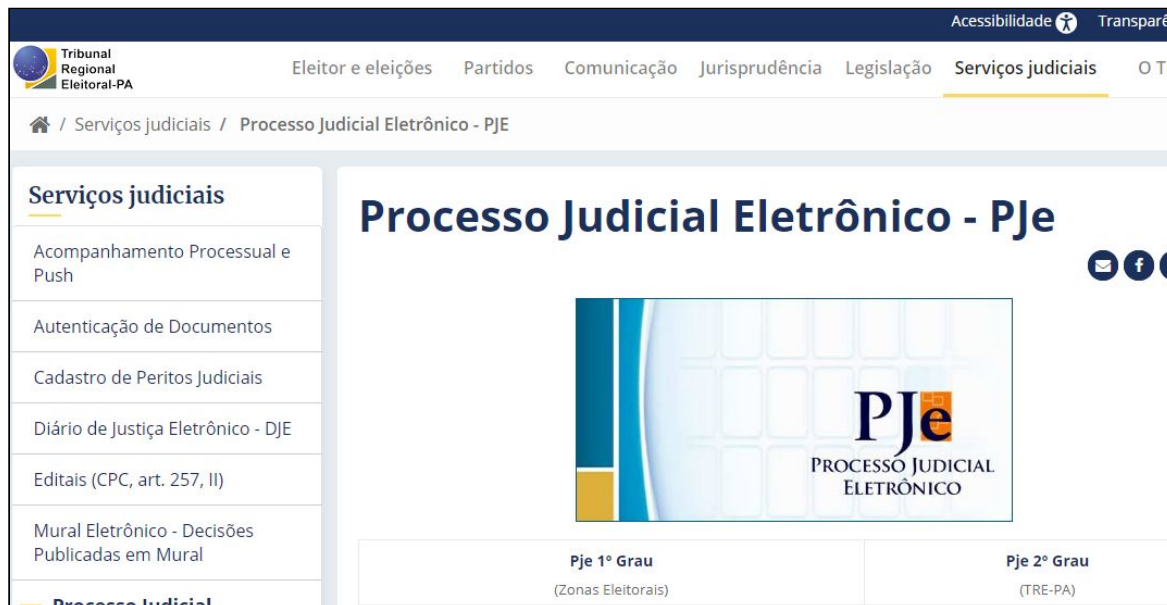 Acessibilidade
Tribunal
Regional
Eleitoral-PA
Eleitor e eleições Partidos Comunicação Jurisprudência Legislação Serviços judiciais O T
/ Serviços judiciais / Processo Judicial Eletrônico - PJE
Serviços judiciais
Acompanhamento Processual e
Push
Autenticação de Documentos
Cadastro de Peritos Judiciais
Diário de Justiça Eletrônico - DJE
Editais (CPC, art. 257, II)
Mural Eletrônico - Decisões
Publicadas em Mural
Processo Judicial
Processo Judicial Eletrônico - PJe
PJe
PROCESSO JUDICIAL
ELETRÔNICO
Pje 1º Grau Pje 2º Grau
(Zonas Eleitorais) (TRE-PA)